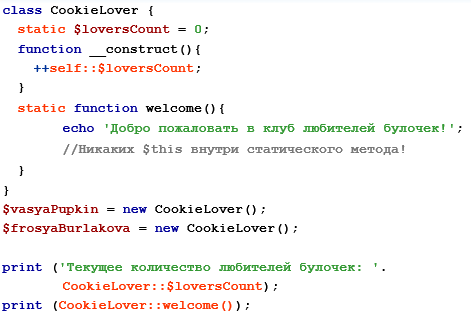 class CookieLover {
static $loversCount = 0;
function __construct(){
++self::$loversCount;
}
static function welcome(){
echo 'Добро пожаловать в клуб любителей булочек!';
//Никаких $this внутри статического метода!
}
}
$vasyaPupkin = new CookieLover();
$frosyaBurlakova = new CookieLover();
print ('Текущее количество любителей булочек: '.
CookieLover::$loversCount);
print (CookieLover::welcome());